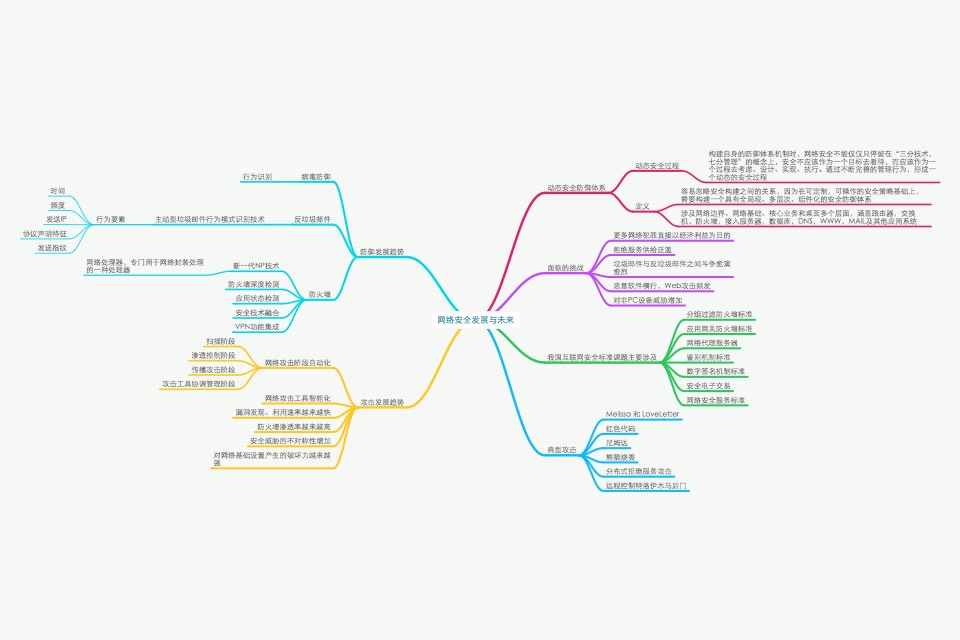 网络安全发展与未来
动态安全防御体系
动态安全过程
构建自身的防御体系机制时，网络安全不能仅仅只停留在“三分技术，
七分管理”的概念上，安全不应该作为一个目标去看待，而应该作为一
个过程去考虑、设计、实现、执行。通过不断完善的管理行为，形成一
个动态的安全过程
定义
容易忽略安全构建之间的关系，因为在可定制，可操作的安全策略基础上，
需要构建一个具有全局观、多层次、组件化的安全防御体系
涉及网络边界、网络基础、核心业务和桌面多个层面，涵盖路由器，交换
机，防火墙，接入服务器，数据库，DNS，WWW，MAIL及其他应用系统
面临的挑战
更多网络犯罪直接以经济利益为目的
拒绝服务供给泛滥
垃圾邮件与反垃圾邮件之间斗争愈演
愈烈
恶意软件横行，Web攻击频发
对非PC设备威胁增加
我国互联网安全标准课题主要涉及
分组过滤防火墙标准
应用网关防火墙标准
网络代理服务器
鉴别机制标准
数字签名机制标准
安全电子交易
网络安全服务标准
典型攻击
Melissa 和 LoveLetter
红色代码
尼姆达
熊猫烧香
分布式拒绝服务攻击
远程控制特洛伊木马后门
防御发展趋势
病毒防御
行为识别
反垃圾邮件
主动型垃圾邮件行为模式识别技术
行为要素
时间
频度
发送IP
协议声明特征
发送指纹
防火墙
新一代NP技术
网络处理器，专门用于网络封装处理
的一种处理器
防火墙深度检测
应用状态检测
安全技术融合
VPN功能集成
攻击发展趋势
网络攻击阶段自动化
扫描阶段
渗透控制阶段
传播攻击阶段
攻击工具协调管理阶段
网络攻击工具智能化
漏洞发现、利用速率越来越快
防火墙渗透率越来越高
安全威胁的不对称性增加
对网络基础设置产生的破坏力越来越
强